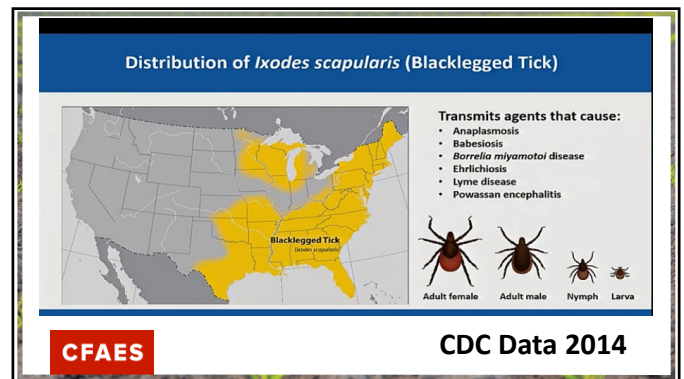 Distribution of Ixodes scapularis (Blacklegged Tick)
Transmits agents that cause:
• Anaplasmosis
• Babesiosis
• Borrelia miyamotoi disease
• Ehrlichiosis
• Lyme disease
• Powassan encephalitis
Blacklegged Tick
(Ixodes scapularis)
Adult female Adult male Nymph Larva
CFAES
CDC Data 2014